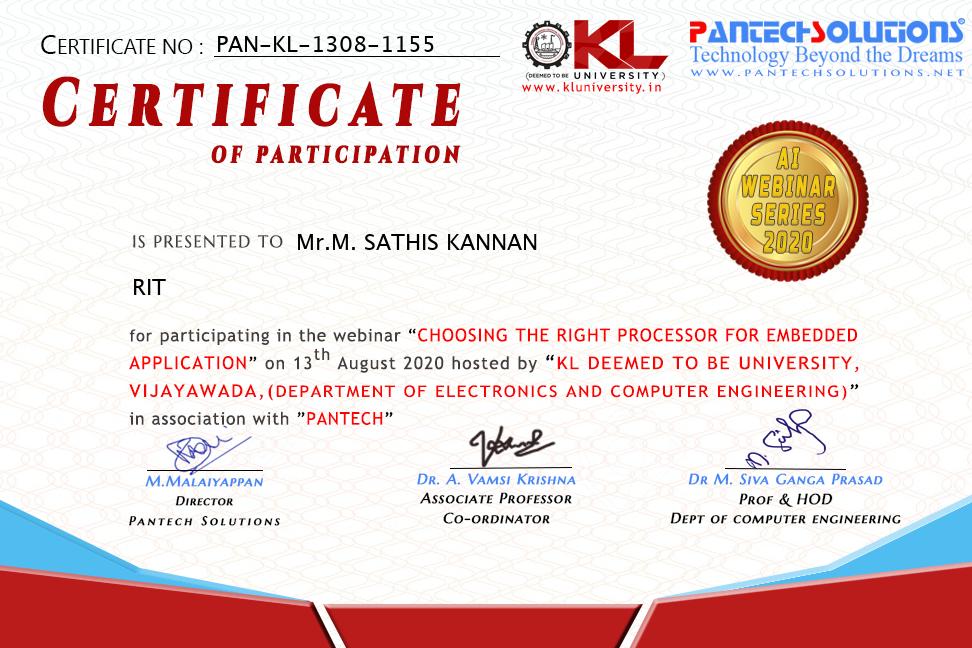 CERTIFICATE NO : PAN-KL-1308-1155
KL
(DEEMED TO BE UNIVERSITY)
www.kluniversity.in
PANTECH SOLUTIONS®
Technology Beyond the Dreams
WWW.PANTECHSOLUTIONS.NET
CERTIFICATE
OF PARTICIPATION
AI
WEBINAR
SERIES
2020
IS PRESENTED TO Mr.M. SATHIS KANNAN
RIT
for participating in the webinar “CHOOSING THE RIGHT PROCESSOR FOR EMBEDDED
APPLICATION” on 13th August 2020 hosted by “KL DEEMED TO BE UNIVERSITY,
VIJAYAWADA,(DEPARTMENT OF ELECTRONICS AND COMPUTER ENGINEERING)”
in association with "PANTECH"
M.MALAIYAPPAN
DIRECTOR
PANTECH SOLUTIONS
DR. A. VAMSI KRISHNA
ASSOCIATE PROFESSOR
CO-ORDINATOR
DR M. SIVA GANGA PRASAD
PROF & HOD
DEPT OF COMPUTER ENGINEERING